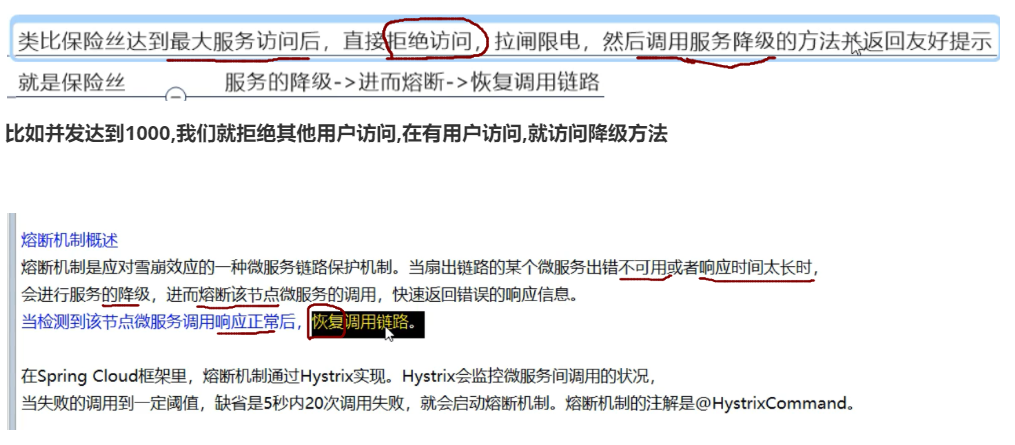 类比保险丝达到最大服务访问后，直接拒绝访问，拉闸限电，然后调用服务降级的方法并返回友好提示
就是保险丝 服务的降级->进而熔断->恢复调用链路
比如并发达到1000,我们就拒绝其他用户访问,在有用户访问,就访问降级方法
熔断机制概述
熔断机制是应对雪崩效应的一种微服务链路保护机制。当扇出链路的某个微服务出错不可用或者响应时间太长时，
会进行服务的降级，进而熔断该节点微服务的调用，快速返回错误的响应信息。
当检测到该节点微服务调用响应正常后，恢复调用链路。
在Spring Cloud框架里，熔断机制通过Hystrix实现。Hystrix会监控微服务间调用的状况，
当失败的调用到一定阈值，缺省是5秒内20次调用失败，就会启动熔断机制。熔断机制的注解是@HystrixCommand。